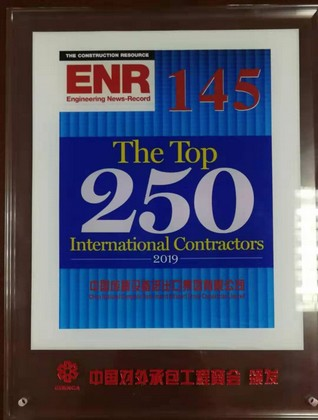 THE CONSTRUCTION RESOURCE
ENR
Engineering News-Record
145
The Top
250
International Contractors
2019
CHINCA
中国对外承包工程商会 颁发